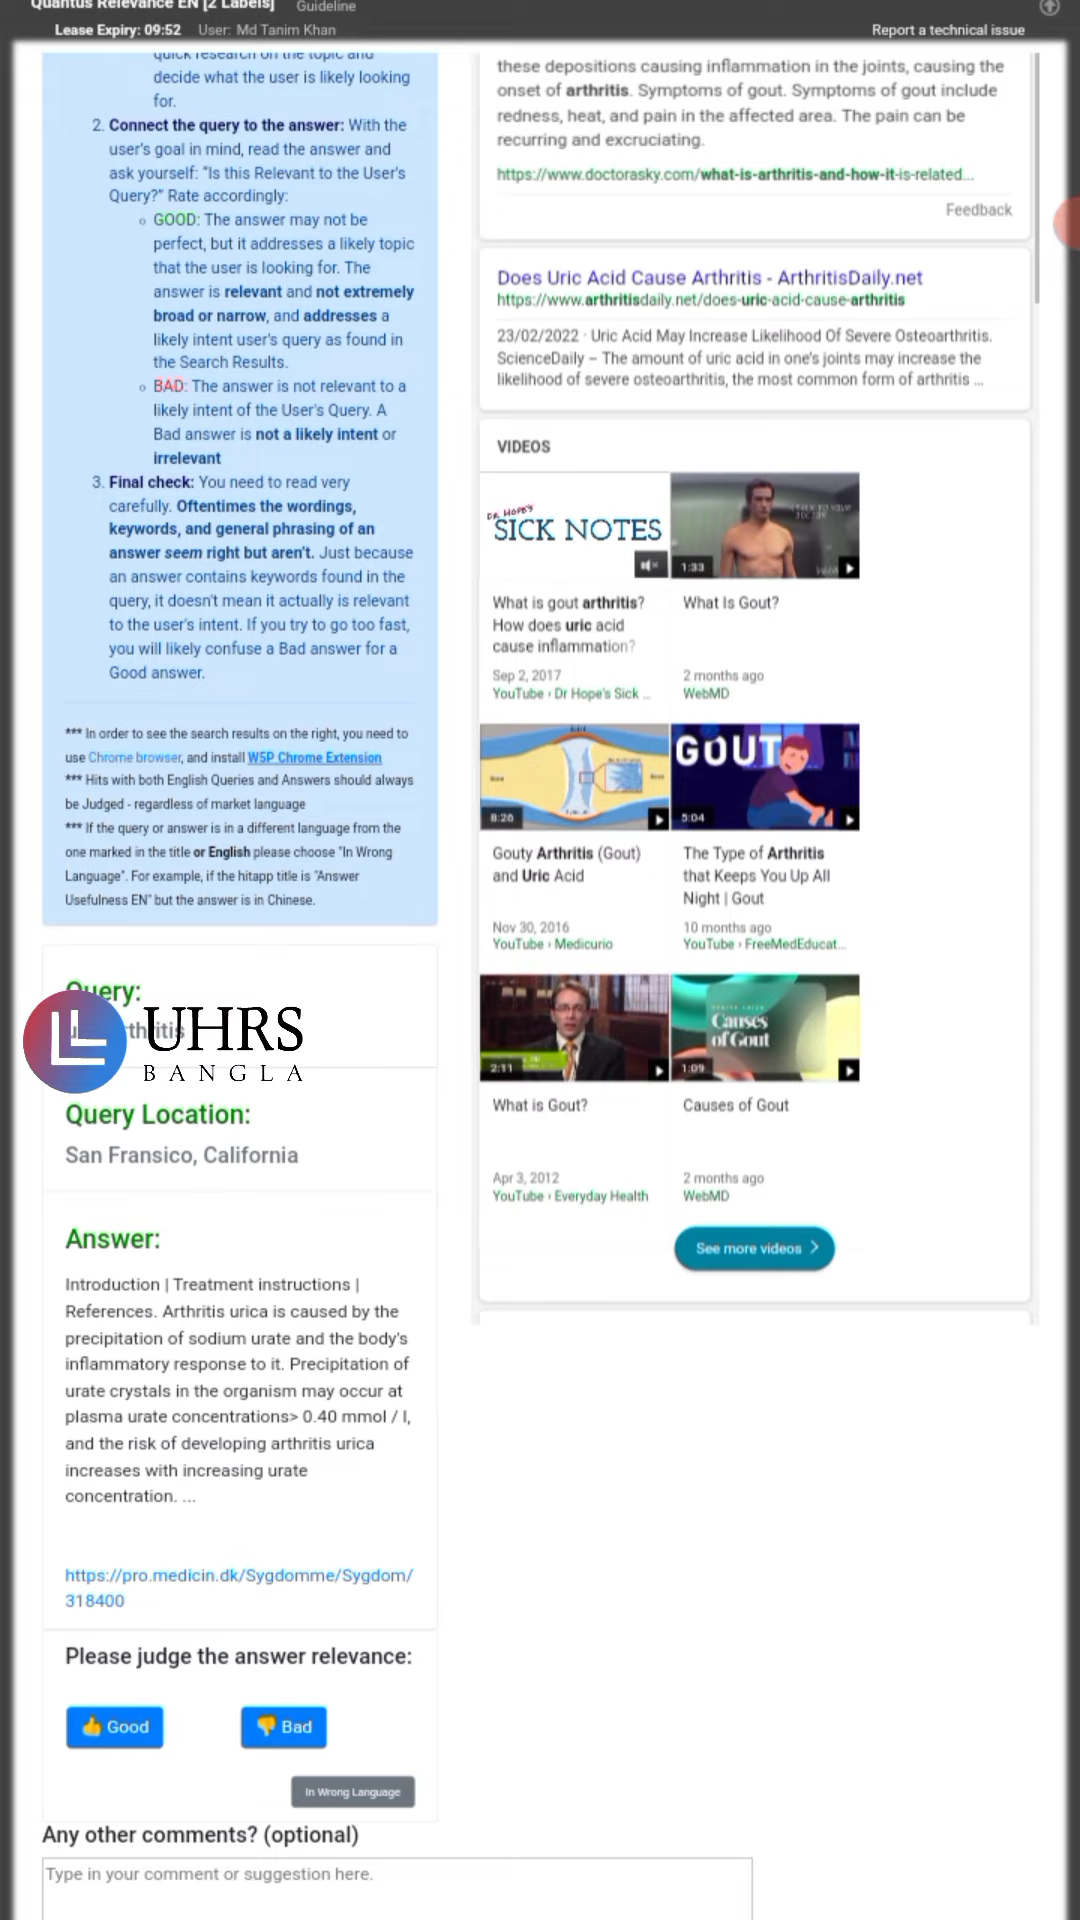 Quantus Relevance EN [2 Labels]
Guideline
Lease Expiry: 09:52
User: Md Tanim Khan
Report a technical issue
quick research on the topic and
decide what the user is likely looking
for.
2. Connect the query to the answer: With the
user's goal in mind, read the answer and
ask yourself: "Is this Relevant to the User's
Query?" Rate accordingly:
GOOD: The answer may not be
perfect, but it addresses a likely topic
that the user is looking for. The
answer is relevant and not extremely
broad or narrow, and addresses a
likely intent user's query as found in
the Search Results.
BAD: The answer is not relevant to a
likely intent of the User's Query. A
Bad answer is not a likely intent or
irrelevant
3. Final check: You need to read very
carefully. Oftentimes the wordings,
keywords, and general phrasing of an
answer seem right but aren't. Just because
an answer contains keywords found in the
query, it doesn't mean it actually is relevant
to the user's intent. If you try to go too fast,
you will likely confuse a Bad answer for a
Good answer.
*** In order to see the search results on the right, you need to
use Chrome browser, and install WSP Chrome Extension
*** Hits with both English Queries and Answers should always
be Judged - regardless of market language
*** If the query or answer is in a different language from the
one marked in the title or English please choose "In Wrong
Language". For example, if the hitapp title is "Answer
Usefulness EN" but the answer is in Chinese.
Query:
UHRS
BANGLA
Query Location:
San Fransico, California
Answer:
Introduction | Treatment instructions |
References. Arthritis urica is caused by the
precipitation of sodium urate and the body's
inflammatory response to it. Precipitation of
urate crystals in the organism may occur at
plasma urate concentrations> 0.40 mmol / l,
and the risk of developing arthritis urica
increases with increasing urate
concentration. ...
https://pro.medicin.dk/Sygdomme/Sygdom/
318400
Please judge the answer relevance:
👍 Good
👎 Bad
In Wrong Language
Any other comments? (optional)
Type in your comment or suggestion here.
these depositions causing inflammation in the joints, causing the
onset of arthritis. Symptoms of gout. Symptoms of gout include
redness, heat, and pain in the affected area. The pain can be
recurring and excruciating.
https://www.doctorasky.com/what-is-arthritis-and-how-it-is-related...
Feedback
Does Uric Acid Cause Arthritis - ArthritisDaily.net
https://www.arthritisdaily.net/does-uric-acid-cause-arthritis
23/02/2022 · Uric Acid May Increase Likelihood Of Severe Osteoarthritis.
ScienceDaily – The amount of uric acid in one's joints may increase the
likelihood of severe osteoarthritis, the most common form of arthritis ...
VIDEOS
DR HOPE'S
SICK NOTES
1:33
What is gout arthritis?
How does uric acid
cause inflammation?
Sep 2, 2017
YouTube › Dr Hope's Sick ...
What Is Gout?
2 months ago
WebMD
8:26
GOUT
5:04
Gouty Arthritis (Gout)
and Uric Acid
Nov 30, 2016
YouTube › Medicurio
The Type of Arthritis
that Keeps You Up All
Night | Gout
10 months ago
YouTube › FreeMedEducat...
2:11
Causes
of Gout
1:09
What is Gout?
Apr 3, 2012
YouTube › Everyday Health
Causes of Gout
2 months ago
WebMD
See more videos